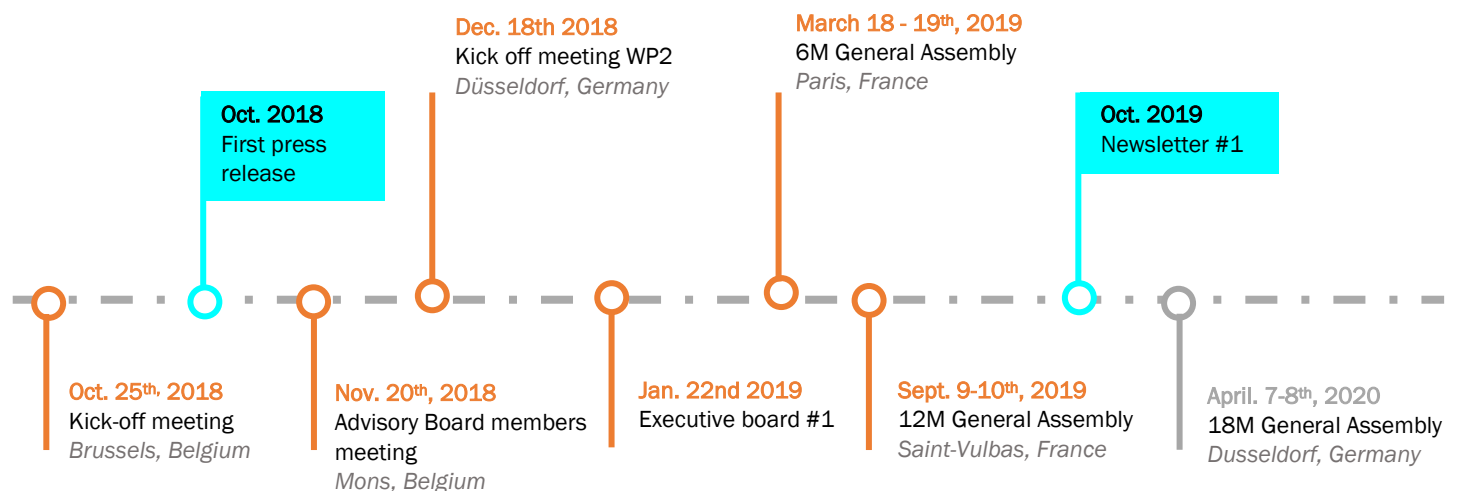 Dec. 18th 2018
Kick off meeting WP2
Düsseldorf, Germany
March 18 - 19th, 2019
6M General Assembly
Paris, France
Oct. 2018
First press
release
Oct. 2019
Newsletter #1
Oct. 25th, 2018
Kick-off meeting
Brussels, Belgium
Nov. 20th, 2018
Advisory Board members
meeting
Mons, Belgium
Jan. 22nd 2019
Executive board #1
Sept. 9-10th, 2019
12M General Assembly
Saint-Vulbas, France
April. 7-8th, 2020
18M General Assembly
Dusseldorf, Germany